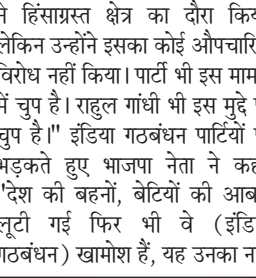 ने हिंसाग्रस्त क्षेत्र का दौरा किय
लेकिन उन्होंने इसका कोई औपचारि
विरोध नहीं किया। पार्टी भी इस माम
में चुप है। राहुल गांधी भी इस मुद्दे
चुप है।'' इंडिया गठबंधन पार्टियों
भड़कते हुए भाजपा नेता ने कह
"देश की बहनों, बेटियों की आब
लूटी गई फिर भी वे (इंडि
गठबंधन) खामोश हैं, यह उनका न